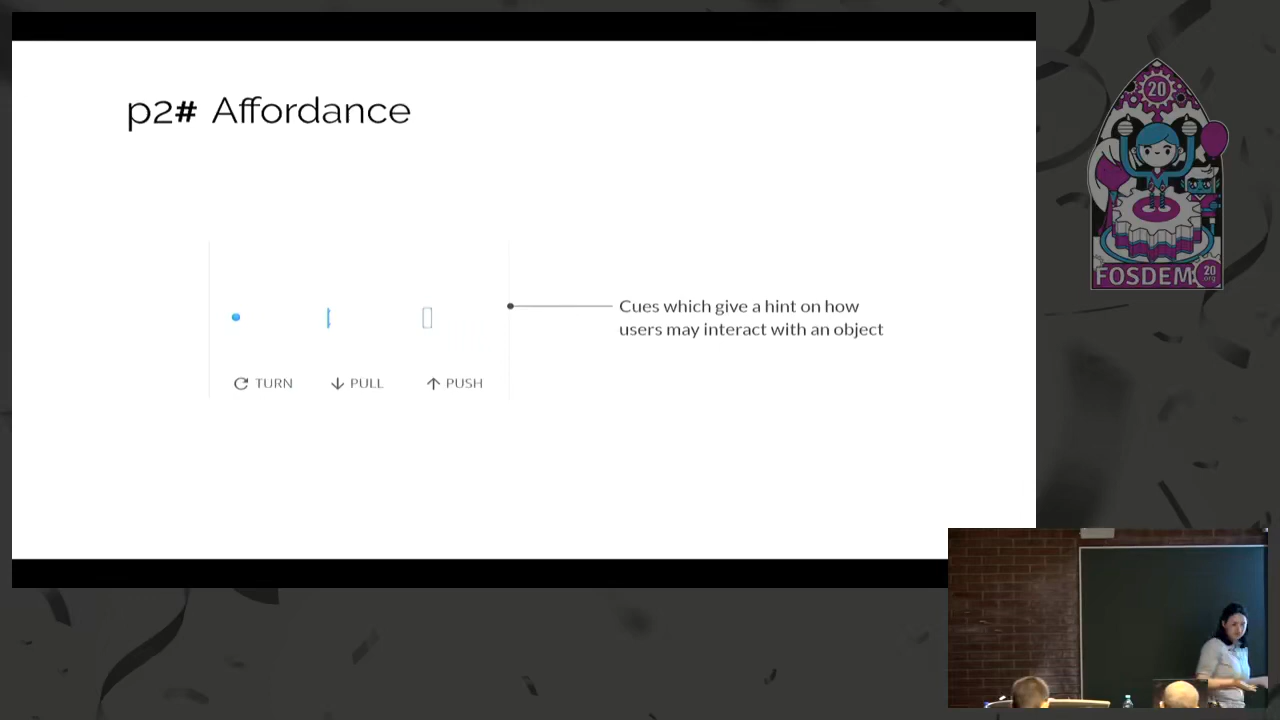 p2# Affordance
Cues which give a hint on how
users may interact with an object
TURN
PULL
PUSH
20
FOSDEM
20
org